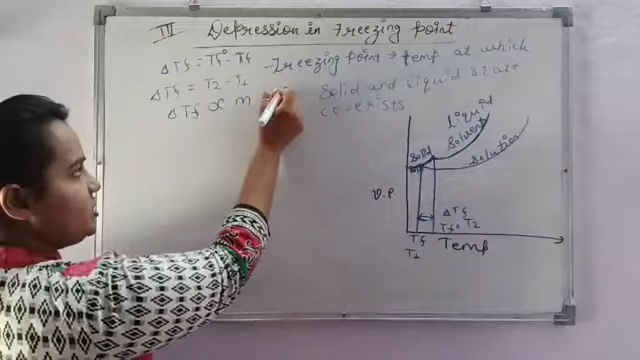 III Depression in Freezing point
ΔTf = Tf° - Tf
Freezing point → temp at which
Solid and Liquid state
co-exists
ΔTf = T2 - T1
ΔTf ∝ m
Liquid
Solvent
Solid
Solution
V.P.
ΔTf
Tf Tf° T2
T1 Temp